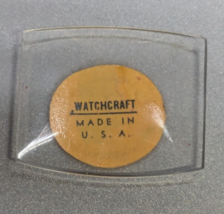 WATCHCRAFT
MADE IN
U. S. A.